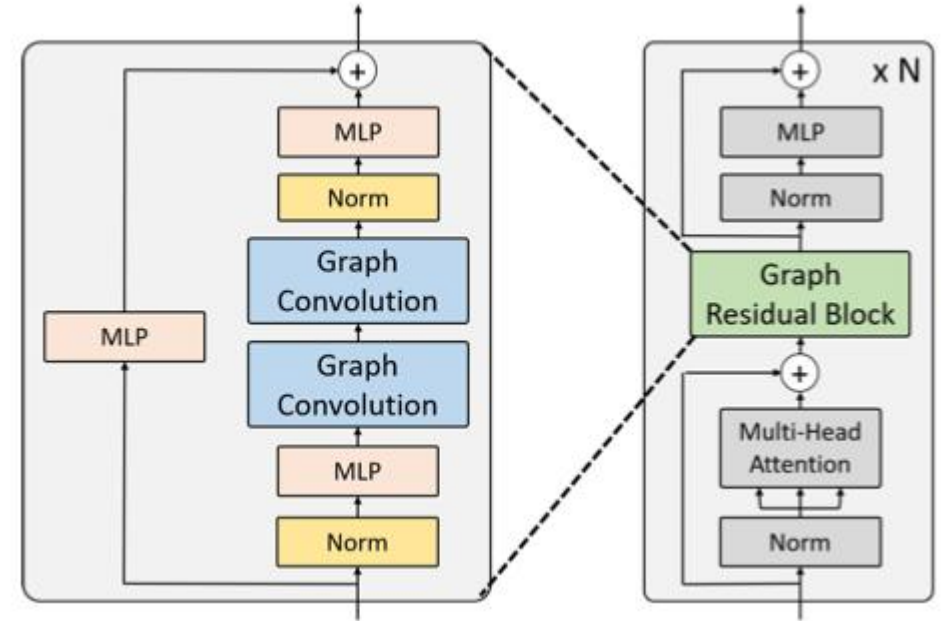 MLP
Norm
Graph
Convolution
MLP
Graph
Convolution
MLP
Norm
x N
MLP
Norm
Graph
Residual Block
Multi-Head
Attention
Norm